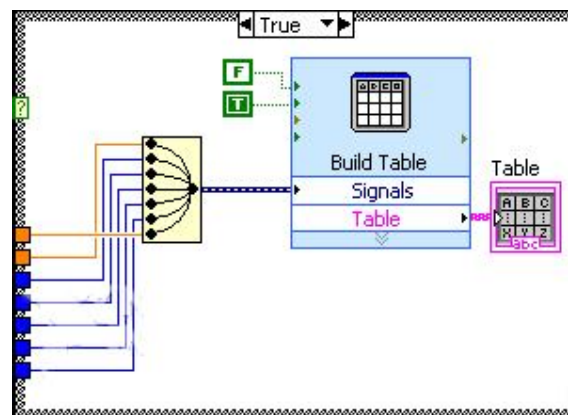 True
F
T
?
A B C D
Build Table
Signals
Table
Table
A B C
X Y Z
abc